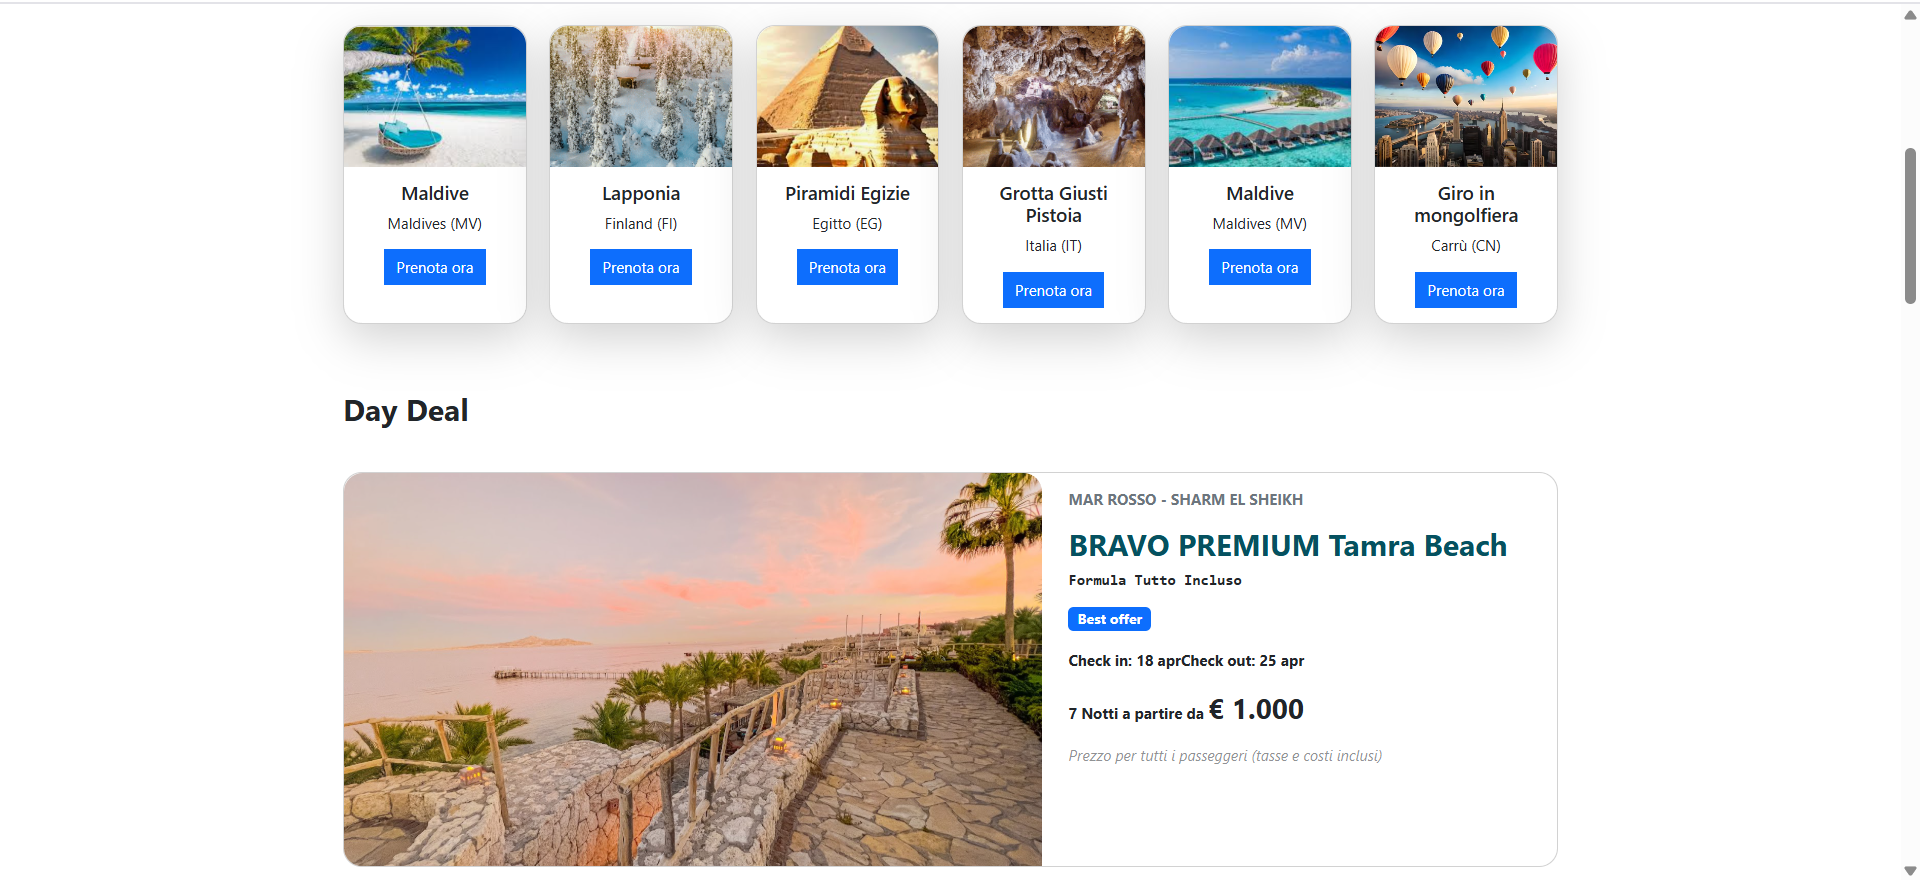 Maldive
Maldives (MV)
Prenota ora
Lapponia
Finland (FI)
Prenota ora
Piramidi Egizie
Egitto (EG)
Prenota ora
Grotta Giusti
Pistoia
Italia (IT)
Prenota ora
Maldive
Maldives (MV)
Prenota ora
Giro in
mongolfiera
Carrù (CN)
Prenota ora
Day Deal
MAR ROSSO - SHARM EL SHEIKH
BRAVO PREMIUM Tamra Beach
Formula Tutto Incluso
Best offer
Check in: 18 aprCheck out: 25 apr
7 Notti a partire da € 1.000
Prezzo per tutti i passeggeri (tasse e costi inclusi)